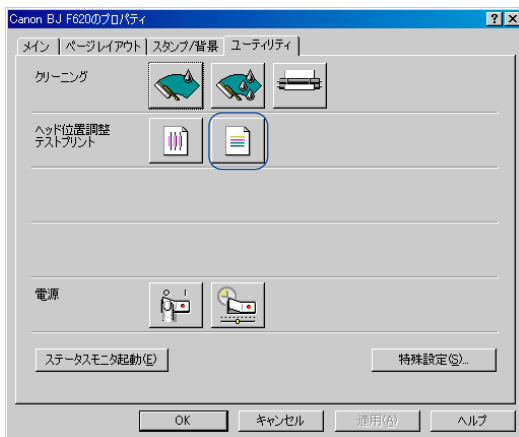 Canon BJ F620のプロパティ
メイン ページレイアウト スタンプ/背景 ユーティリティ
クリーニング
ヘッド位置調整
テストプリント
電源
ステータスモニタ起動(E) 特殊設定(S)...
OK キャンセル 適用(A) ヘルプ